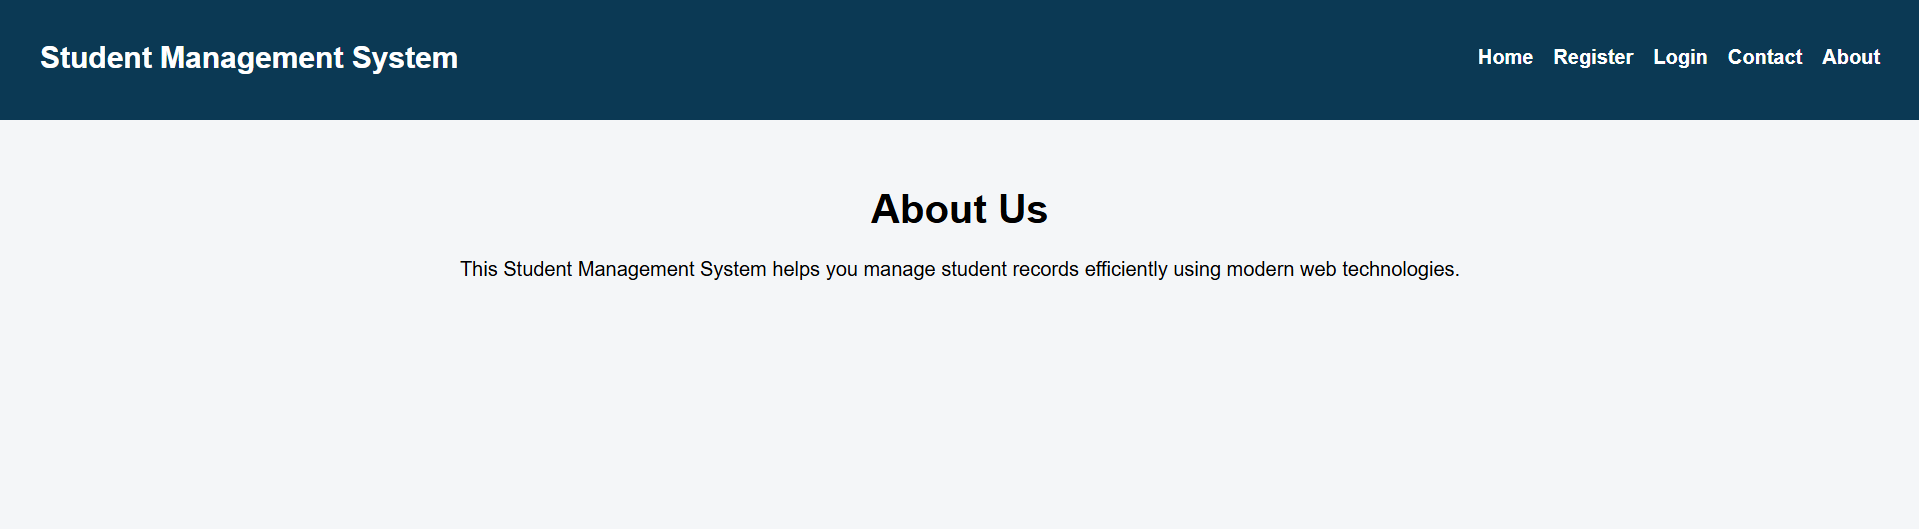 Student Management System
Home Register Login Contact About
About Us
This Student Management System helps you manage student records efficiently using modern web technologies.